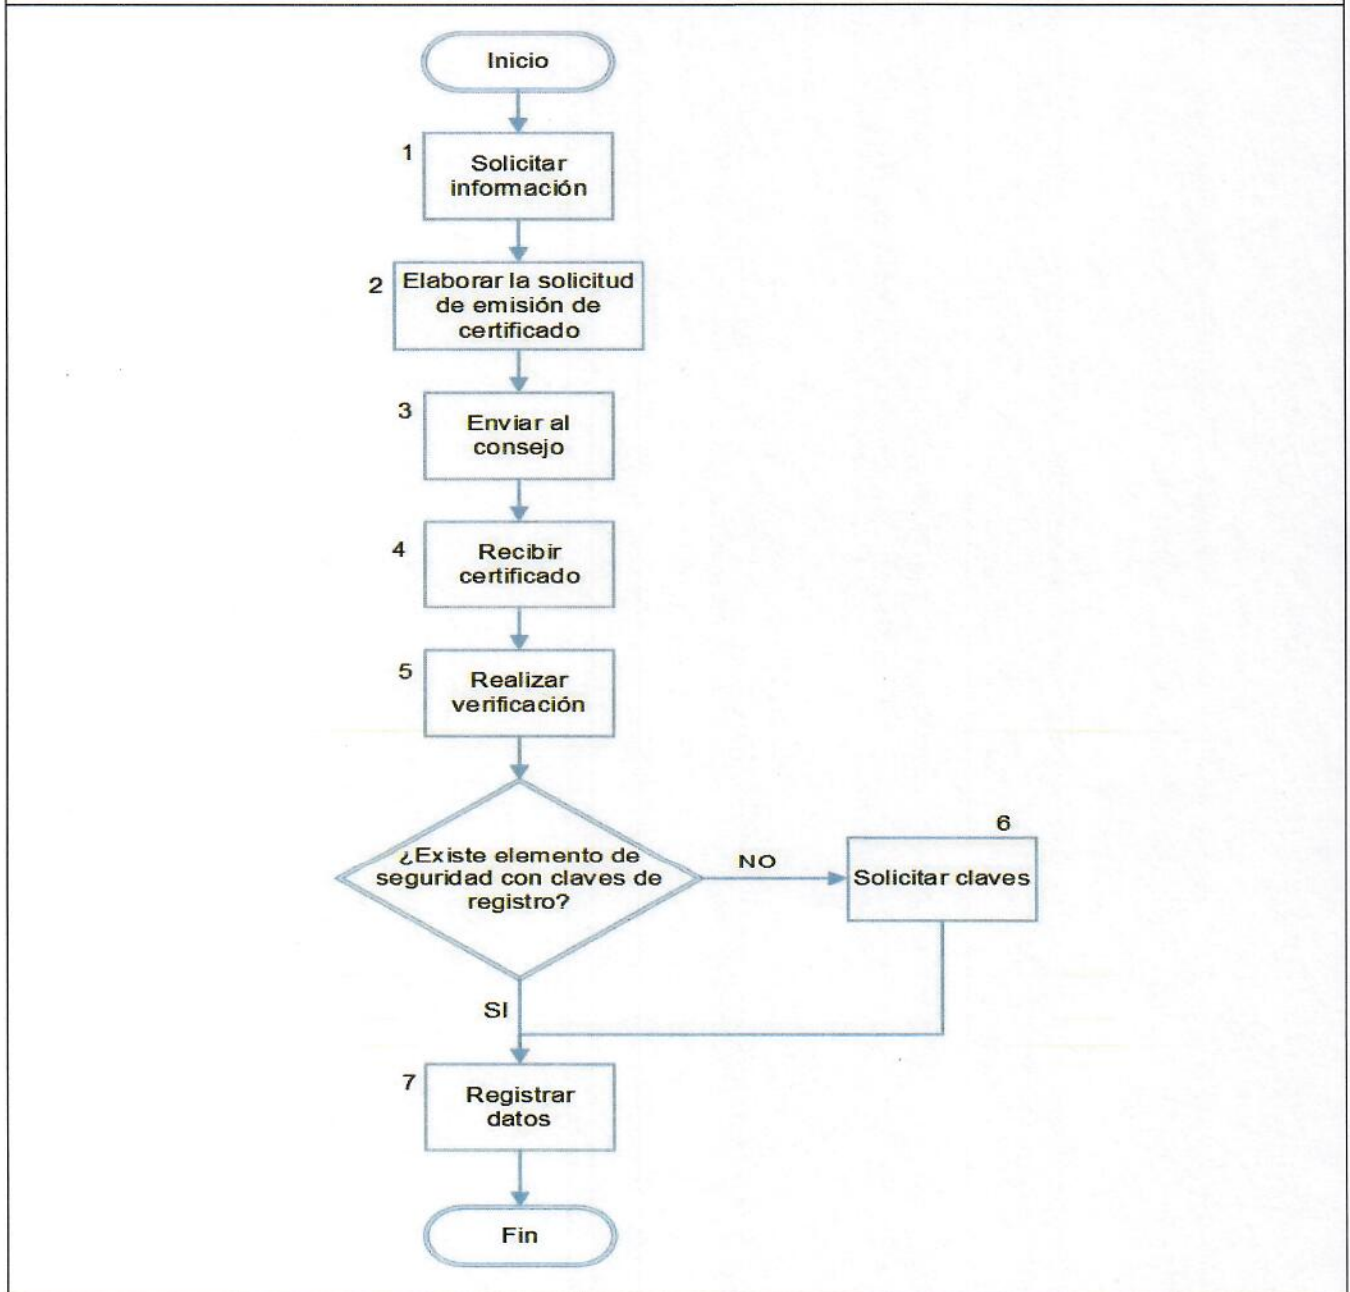 Inicio
1
Solicitar
información
2
Elaborar la solicitud
de emisión de
certificado
3
Enviar al
consejo
4
Recibir
certificado
5
Realizar
verificación
¿Existe elemento de
seguridad con claves de
registro?
NO
6
Solicitar claves
SI
7
Registrar
datos
Fin